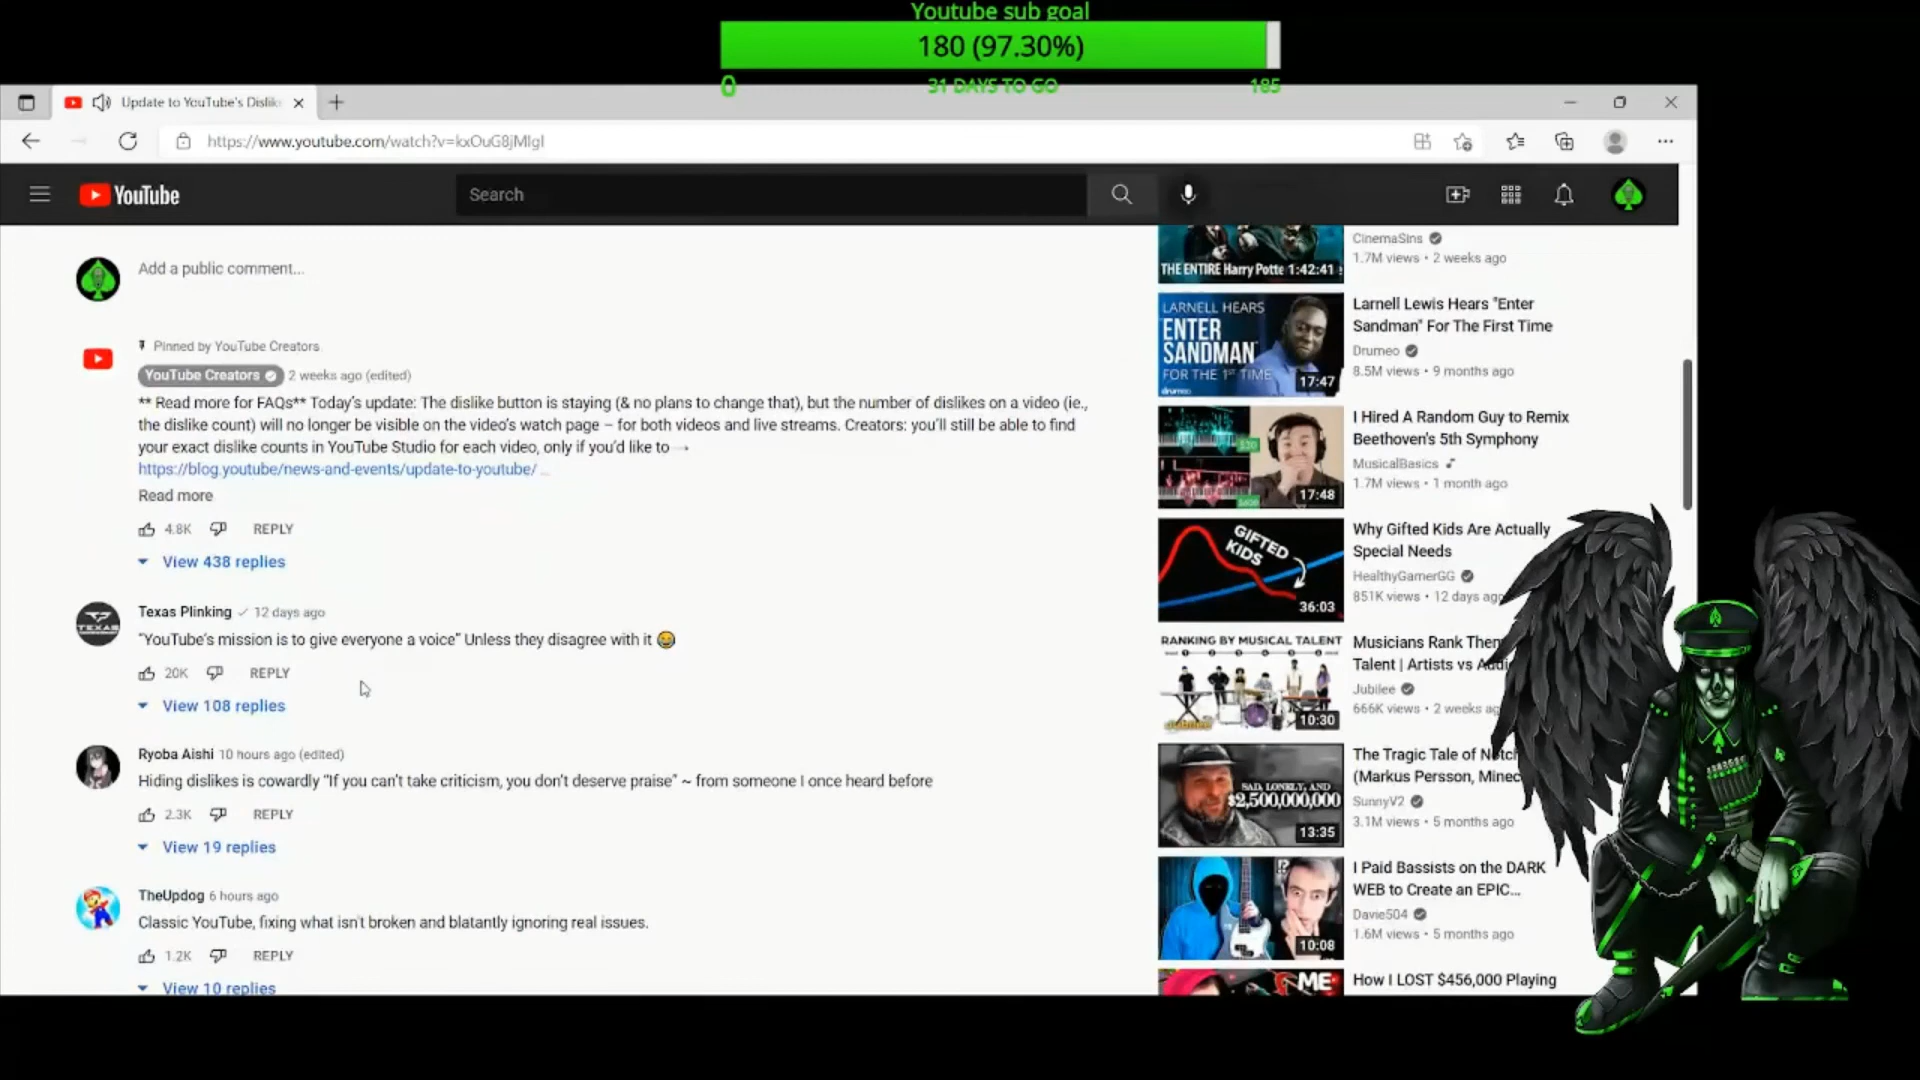 Youtube sub goal
180 (97.30%)
0 31 DAYS TO GO 185
Update to YouTube's Dislik
https://www.youtube.com/watch?v=kxOuG8jMIgI
YouTube
Search
Add a public comment...
Pinned by YouTube Creators
YouTube Creators 2 weeks ago (edited)
** Read more for FAQs** Today's update: The dislike button is staying (& no plans to change that), but the number of dislikes on a video (ie.,
the dislike count) will no longer be visible on the video's watch page – for both videos and live streams. Creators: you'll still be able to find
your exact dislike counts in YouTube Studio for each video, only if you'd like to →
https://blog.youtube/news-and-events/update-to-youtube/ ...
Read more
4.8K REPLY
View 438 replies
Texas Plinking 12 days ago
"YouTube's mission is to give everyone a voice" Unless they disagree with it 😂
20K REPLY
View 108 replies
Ryoba Aishi 10 hours ago (edited)
Hiding dislikes is cowardly "If you can't take criticism, you don't deserve praise" ~ from someone I once heard before
2.3K REPLY
View 19 replies
TheUpdog 6 hours ago
Classic YouTube, fixing what isn't broken and blatantly ignoring real issues.
1.2K REPLY
View 10 replies
THE ENTIRE Harry Potte 1:42:41
CinemaSins
1.7M views • 2 weeks ago
LARNELL HEARS
ENTER
SANDMAN
FOR THE 1ST TIME
drumeo
17:47
Larnell Lewis Hears "Enter
Sandman" For The First Time
Drumeo
8.5M views • 9 months ago
17:48
I Hired A Random Guy to Remix
Beethoven's 5th Symphony
MusicalBasics
1.7M views • 1 month ago
GIFTED
KIDS
36:03
Why Gifted Kids Are Actually
Special Needs
HealthyGamerGG
851K views • 12 days ago
RANKING BY MUSICAL TALENT
Jubilee
10:30
Musicians Rank Them
Talent | Artists vs Audi
Jubilee
666K views • 2 weeks ag
SAD, LONELY, AND
$2,500,000,000
13:35
The Tragic Tale of Notch
(Markus Persson, Minec
SunnyV2
3.1M views • 5 months ago
10:08
I Paid Bassists on the DARK
WEB to Create an EPIC...
Davie504
1.6M views • 5 months ago
ME
How I LOST $456,000 Playing